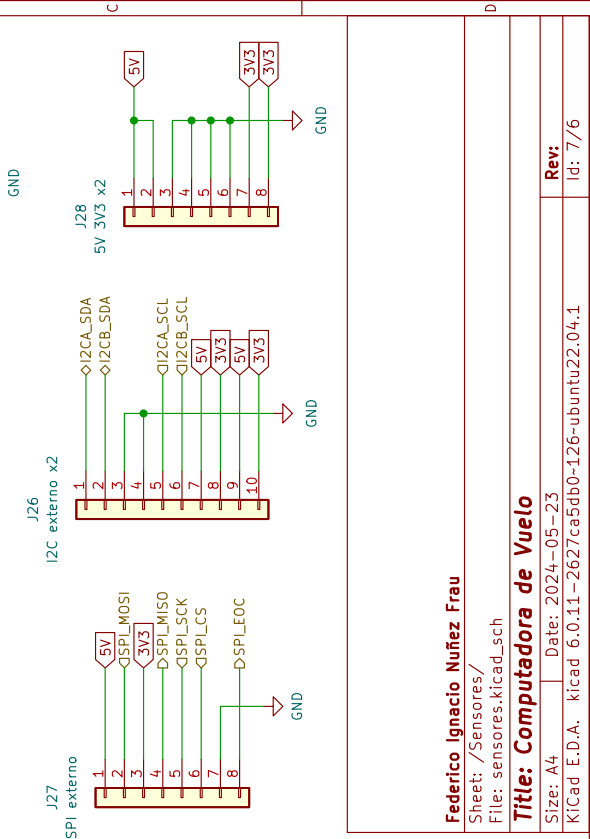 C
D
GND
J28
5V 3V3 x2
1
2
3
4
5
6
7
8
5V
3V3
3V3
GND
J26
I2C externo x2
1
2
3
4
5
6
7
8
9
10
I2CA_SDA
I2CB_SDA
I2CA_SCL
I2CB_SCL
5V
3V3
5V
3V3
GND
J27
SPI externo
1
2
3
4
5
6
7
8
5V
SPI_MOSI
3V3
SPI_MISO
SPI_SCK
SPI_CS
SPI_EOC
GND
Federico Ignacio Nuñez Frau
Sheet: /Sensores/
File: sensores.kicad_sch
Title: Computadora de Vuelo
Size: A4 Date: 2024-05-23 Rev:
KiCad E.D.A. kicad 6.0.11-2627ca5db0~126~ubuntu22.04.1 Id: 7/6